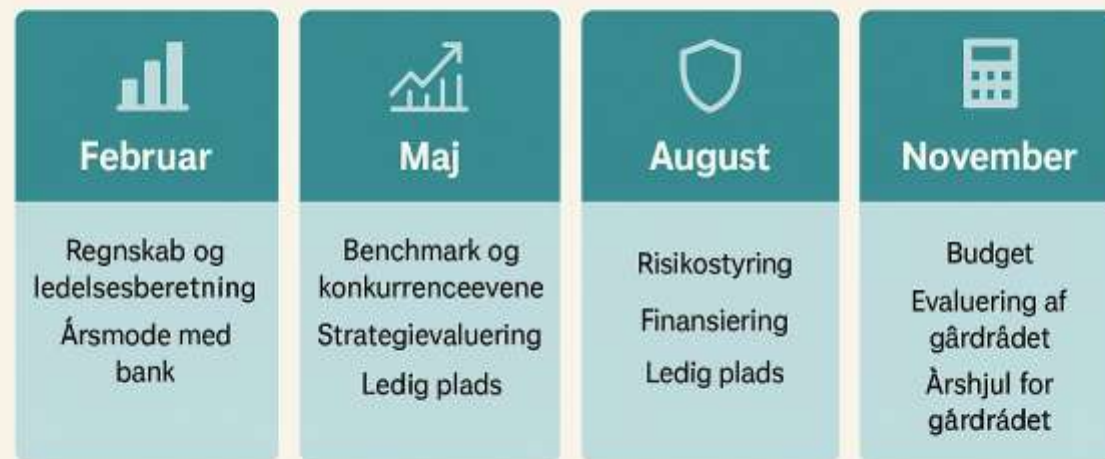 Februar
Regnskab og
ledelsesberetning
Årsmode med
bank
Maj
Benchmark og
konkurrenceevene
Strategievaluering
Ledig plads
August
Risikostyring
Finansiering
Ledig plads
November
Budget
Evaluering af
gårdrådet
Àrshjul for
gårdrádet